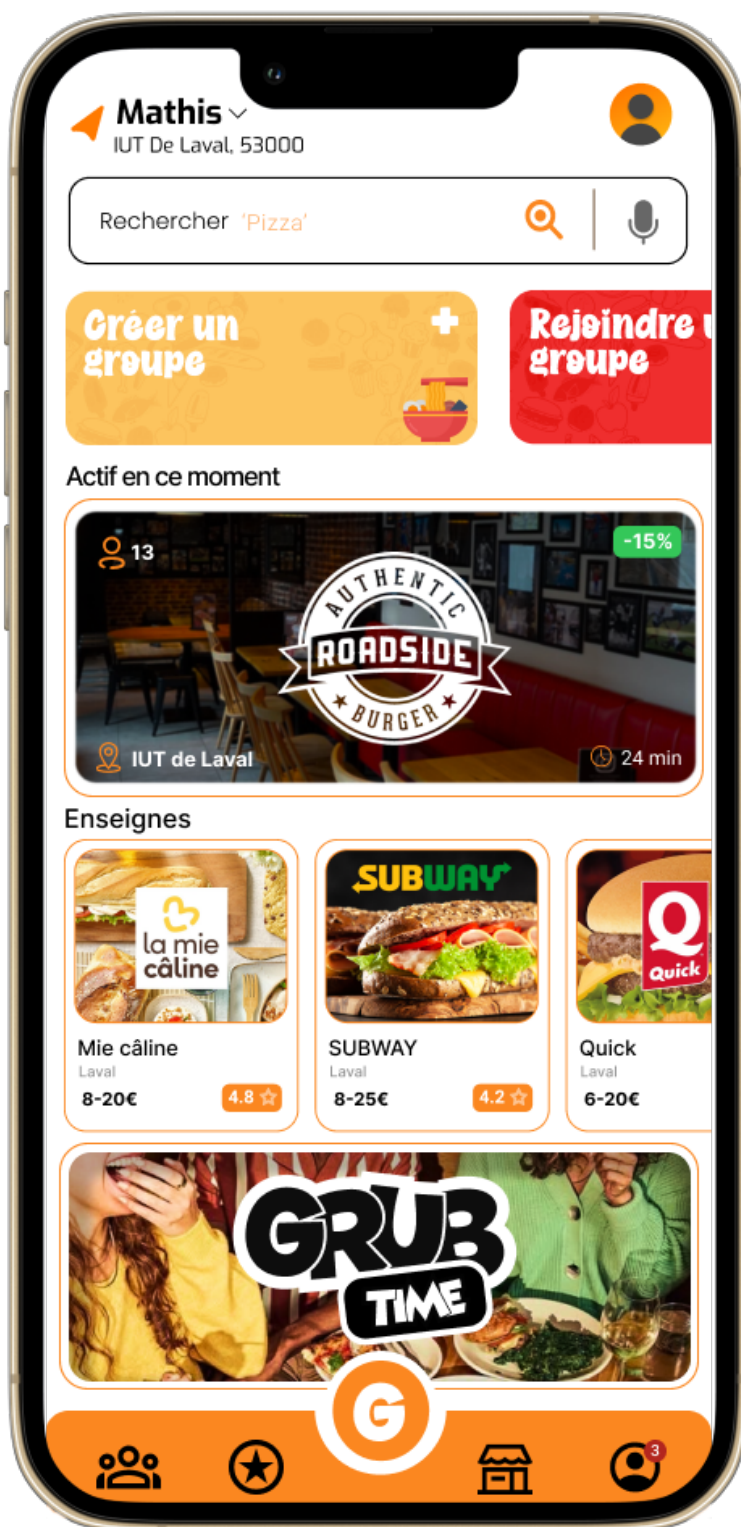 Mathis
IUT De Laval, 53000
Rechercher 'Pizza'
Créer un
groupe
Rejoindre
groupe
Actif en ce moment
13
-15%
AUTHENTIC
ROADSIDE
BURGER
IUT de Laval
24 min
Enseignes
la mie
câline
SUBWAY
Q
Quick
Mie câline
Laval
8-20€
4.8
SUBWAY
Laval
8-25€
4.2
Quick
Laval
6-20€
GRUB
TIME
G
3